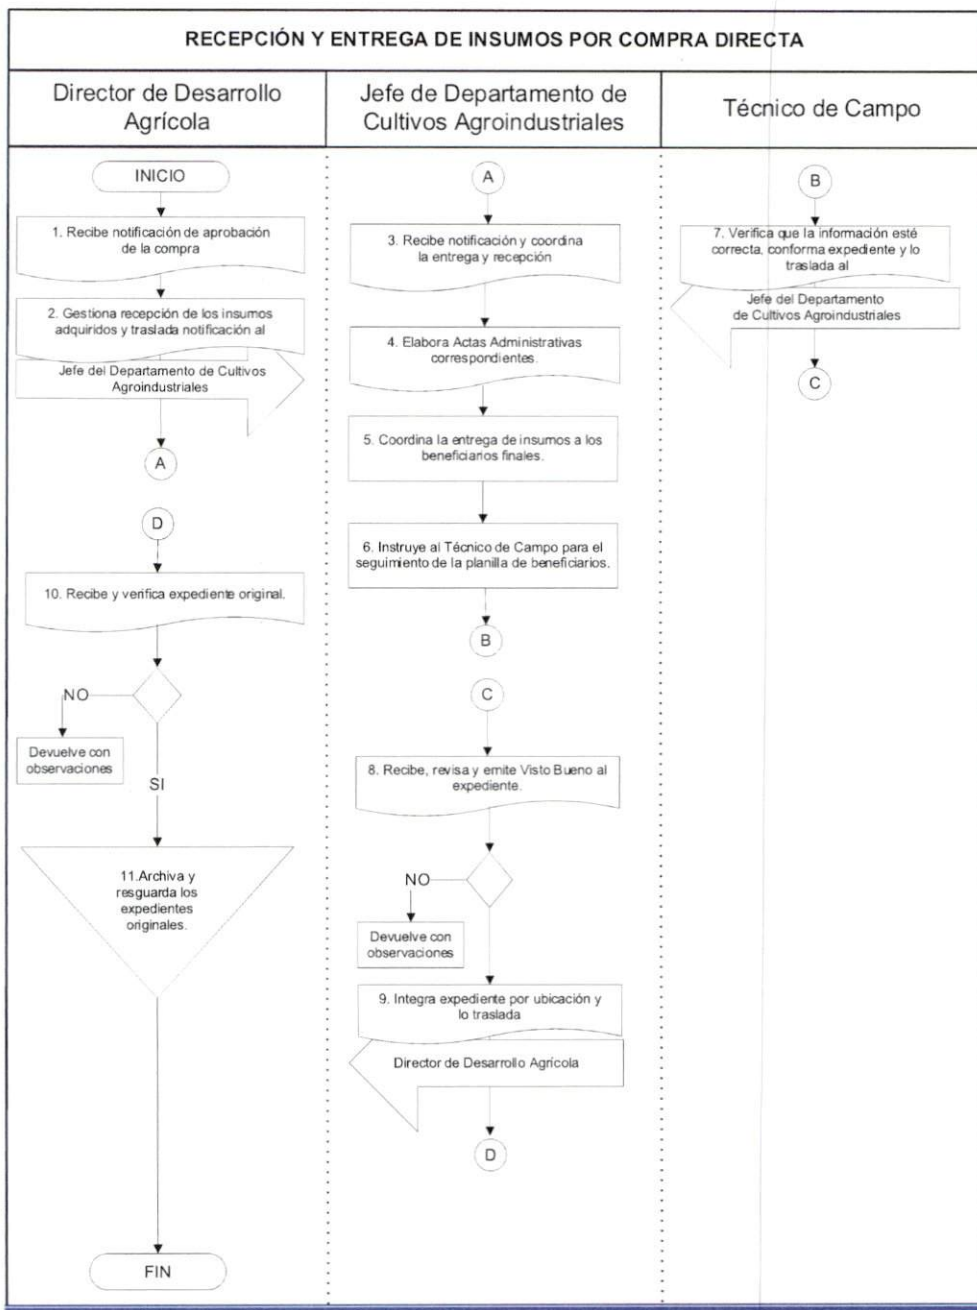 RECEPCIÓN Y ENTREGA DE INSUMOS POR COMPRA DIRECTA
Director de Desarrollo
Agrícola
INICIO
1. Recibe notificación de aprobación
de la compra
2. Gestiona recepción de los insumos
adquiridos y traslada notificación al
Jefe del Departamento de Cultivos
Agroindustriales
A
D
10. Recibe y verifica expediente original.
NO
Devuelve con
observaciones
SI
11.Archiva y
resguarda los
expedientes
originales.
FIN
Jefe de Departamento de
Cultivos Agroindustriales
A
3. Recibe notificación y coordina
la entrega y recepción
4. Elabora Actas Administrativas
correspondientes.
5. Coordina la entrega de insumos a los
beneficiarios finales.
6. Instruye al Técnico de Campo para el
seguimiento de la planilla de beneficiarios.
B
C
8. Recibe, revisa y emite Visto Bueno al
expediente.
NO
Devuelve con
observaciones
9. Integra expediente por ubicación y
lo traslada
Director de Desarrollo Agrícola
D
Técnico de Campo
B
7. Verifica que la información esté
correcta, conforma expediente y lo
traslada al
Jefe del Departamento
de Cultivos Agroindustriales
C